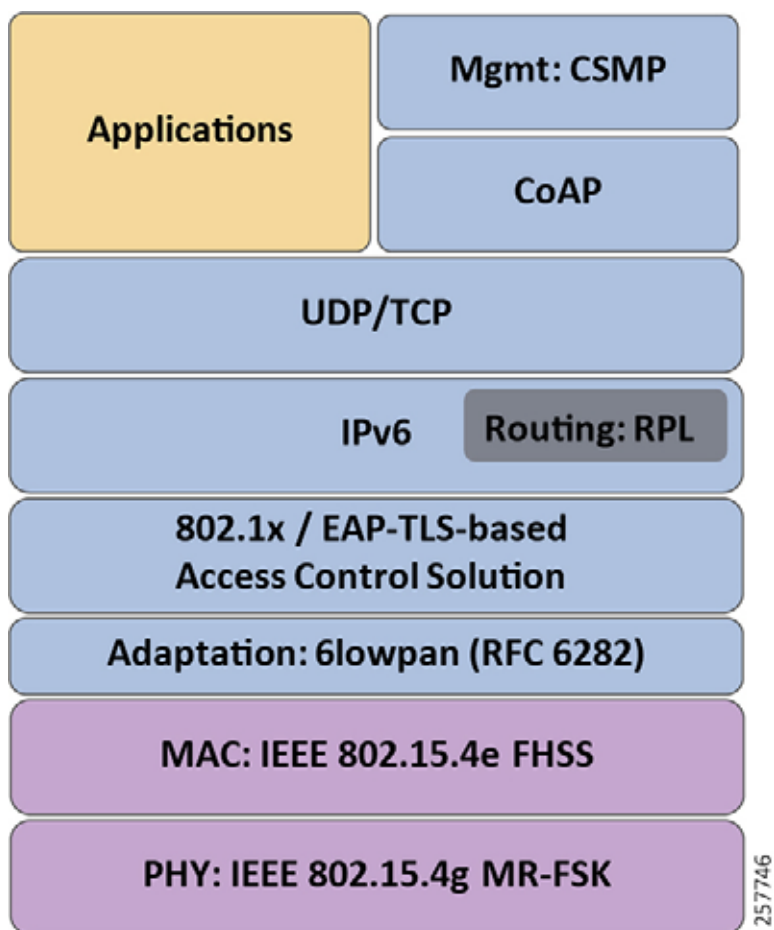 Applications
Mgmt: CSMP
CoAP
UDP/TCP
IPv6
Routing: RPL
802.1x / EAP-TLS-based
Access Control Solution
Adaptation: 6lowpan (RFC 6282)
MAC: IEEE 802.15.4e FHSS
PHY: IEEE 802.15.4g MR-FSK
257746